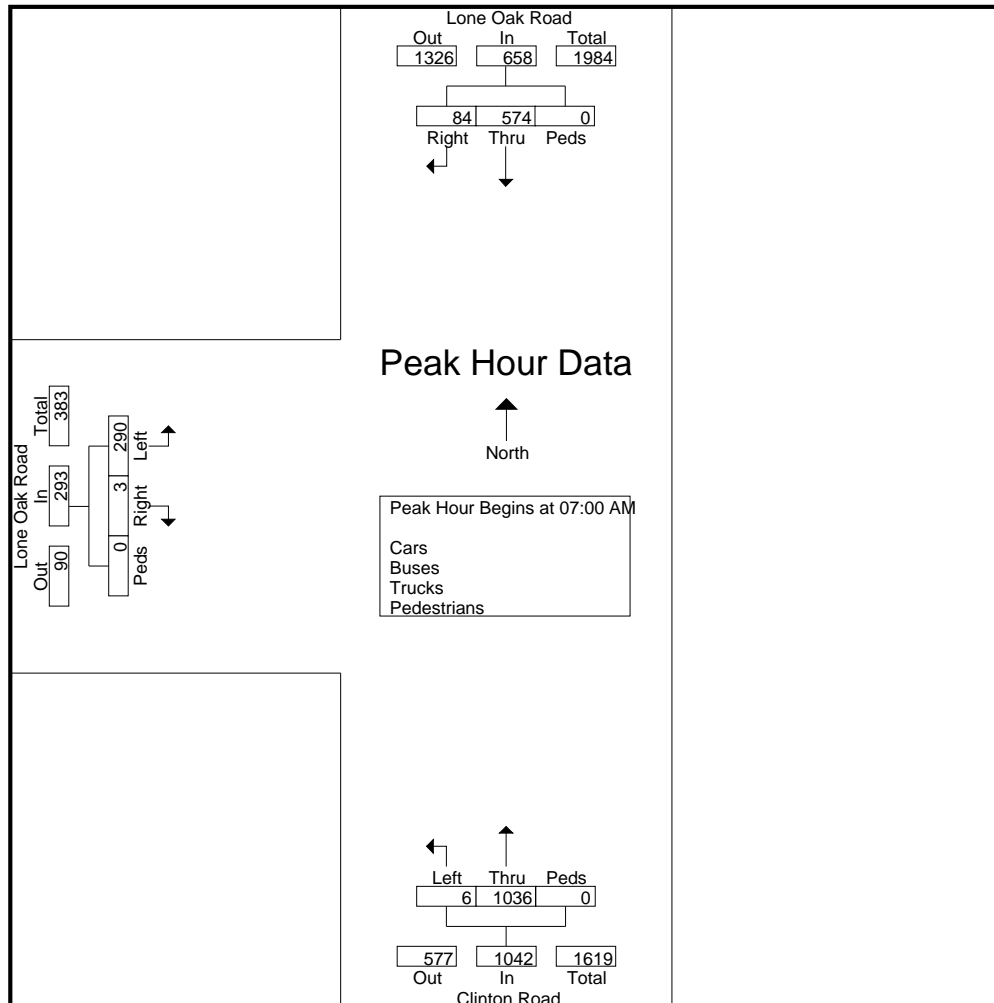 Lone Oak Road
Out In Total
1326 658 1984
84 574 0
Right Thru Peds
Peak Hour Data
North
Peak Hour Begins at 07:00 AM
Cars
Buses
Trucks
Pedestrians
Lone Oak Road
Out In Total
90 293 383
0 3 290
Peds Right Left
Left Thru Peds
6 1036 0
577 1042 1619
Out In Total
Clinton Road